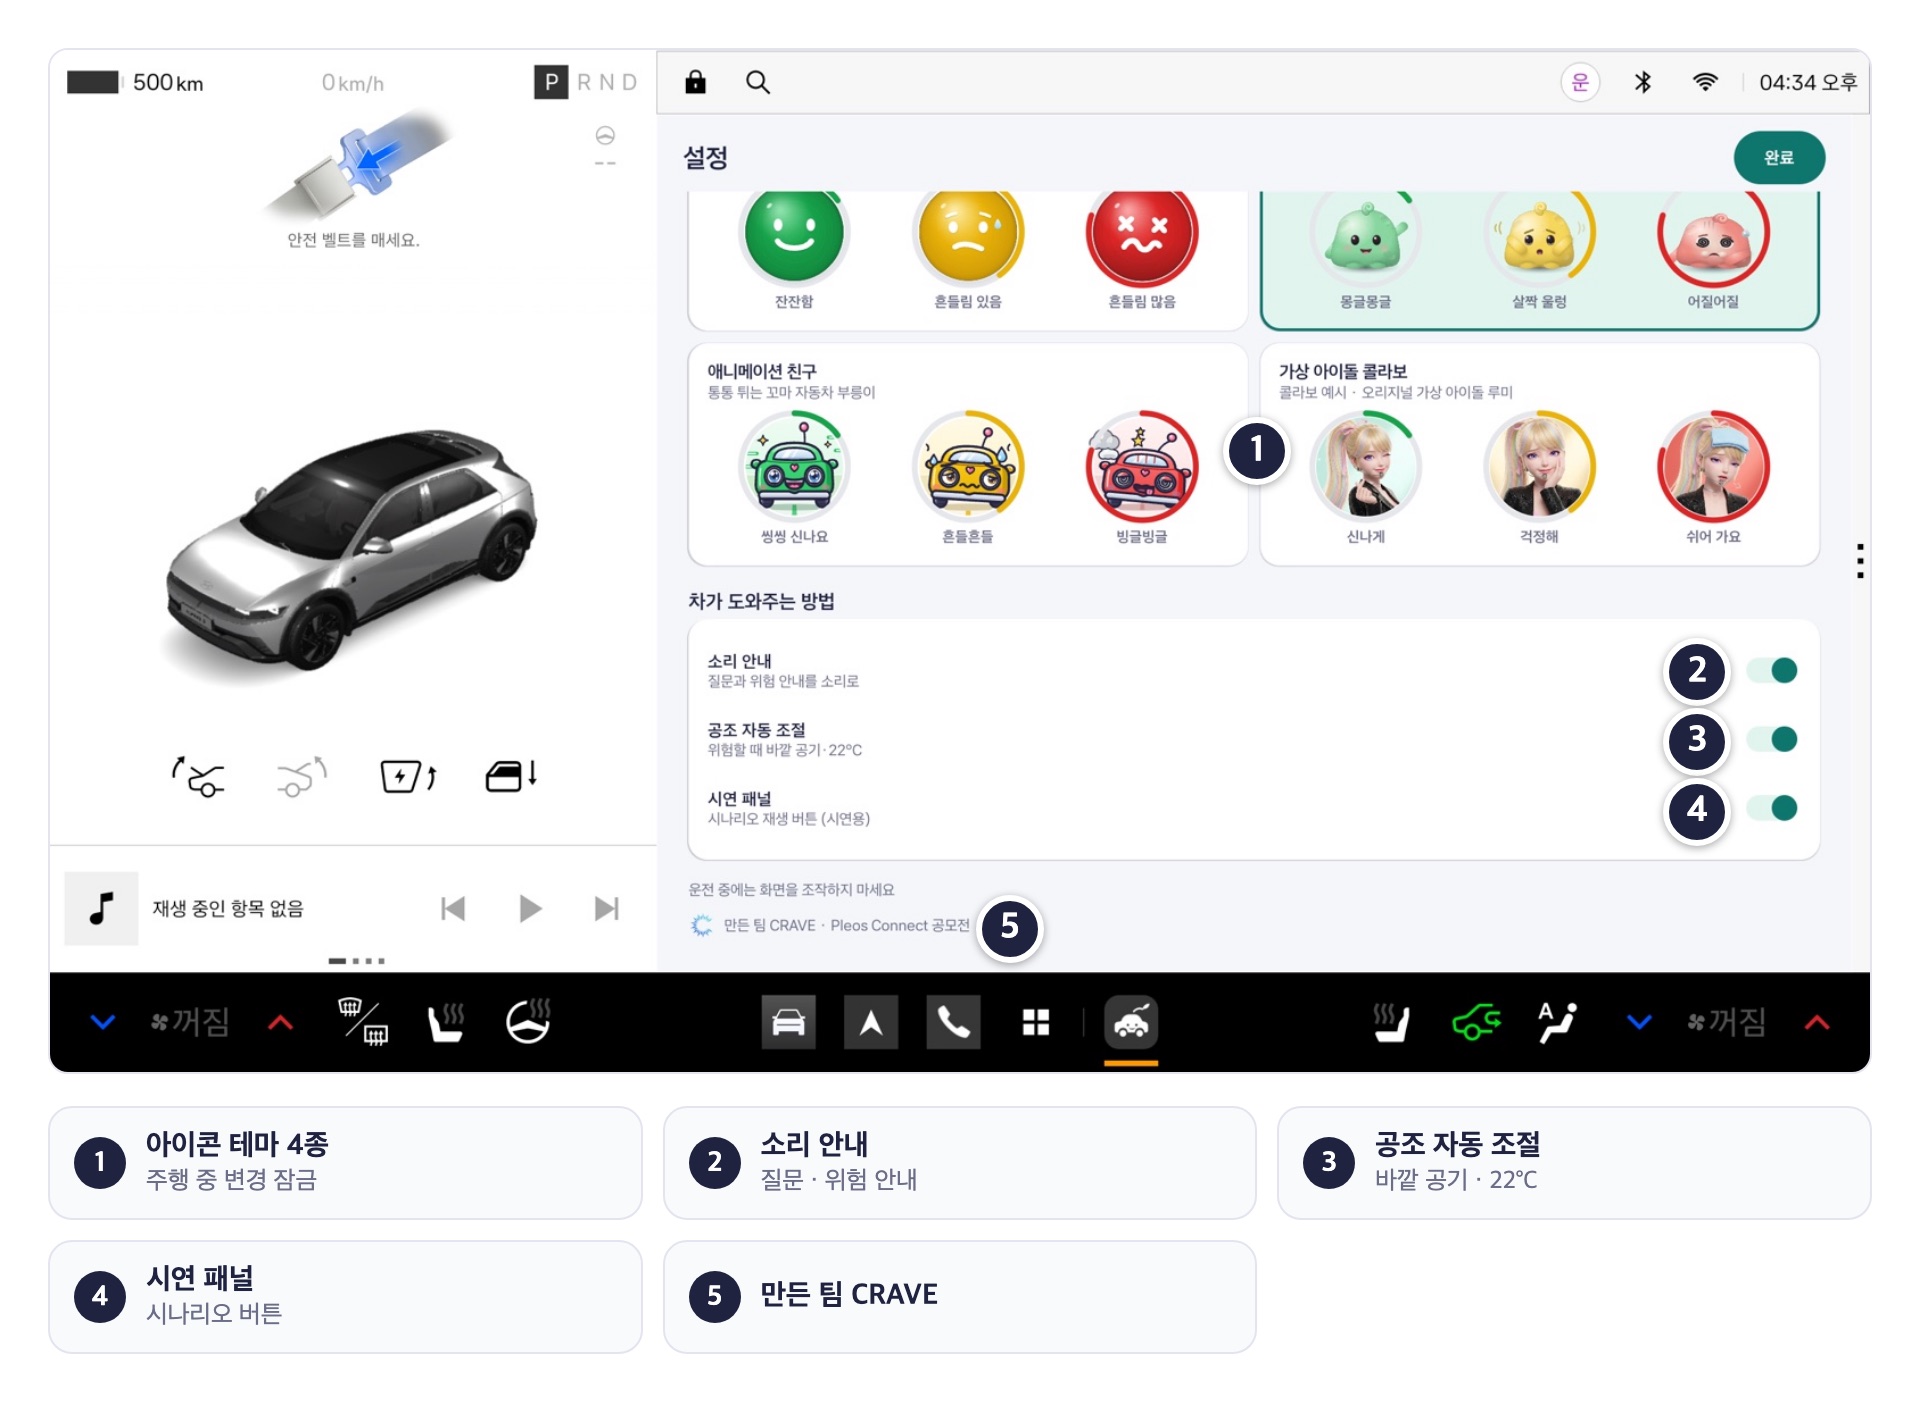 500 km
0 km/h
P R N D
안전 벨트를 매세요.
재생 중인 항목 없음
운
04:34 오후
설정
완료
잔잔함
흔들림 있음
흔들림 많음
몽글몽글
살짝 울렁
어질어질
애니메이션 친구
통통 튀는 꼬마 자동차 부릉이
씽씽 신나요
흔들흔들
빙글빙글
가상 아이돌 콜라보
콜라보 예시 · 오리지널 가상 아이돌 루미
신나게
걱정해
쉬어 가요
1
차가 도와주는 방법
소리 안내
질문과 위험 안내를 소리로
2
공조 자동 조절
위험할 때 바깥 공기·22°C
3
시연 패널
시나리오 재생 버튼 (시연용)
4
운전 중에는 화면을 조작하지 마세요
만든 팀 CRAVE · Pleos Connect 공모전
5
꺼짐
A
꺼짐
1
아이콘 테마 4종
주행 중 변경 잠금
2
소리 안내
질문 · 위험 안내
3
공조 자동 조절
바깥 공기 · 22°C
4
시연 패널
시나리오 버튼
5
만든 팀 CRAVE